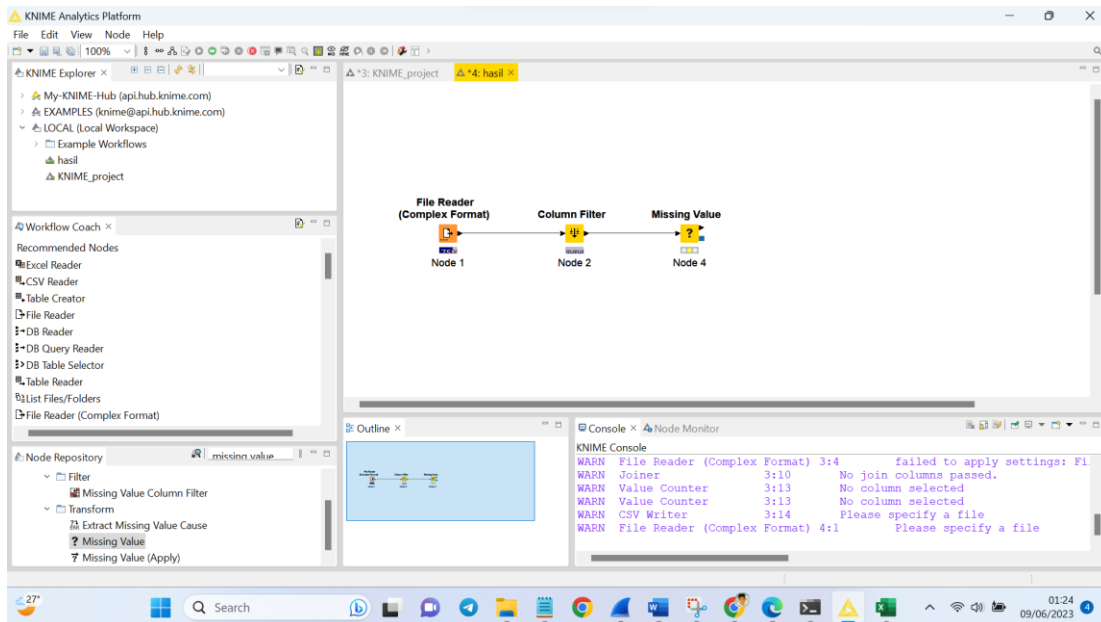 KNIME Analytics Platform
File Edit View Node Help
100%
KNIME Explorer
*3: KNIME_project
*4: hasil
My-KNIME-Hub (api.hub.knime.com)
EXAMPLES (knime@api.hub.knime.com)
LOCAL (Local Workspace)
Example Workflows
hasil
KNIME_project
File Reader
(Complex Format)
Column Filter
Missing Value
Node 1
Node 2
Node 4
Workflow Coach
Recommended Nodes
Excel Reader
CSV Reader
Table Creator
File Reader
DB Reader
DB Query Reader
DB Table Selector
Table Reader
List Files/Folders
File Reader (Complex Format)
Node Repository
missing value
Filter
Missing Value Column Filter
Transform
Extract Missing Value Cause
Missing Value
Missing Value (Apply)
Outline
Console
Node Monitor
KNIME Console
WARN File Reader (Complex Format) 3:4 failed to apply settings: Fi
WARN Joiner 3:10 No join columns passed.
WARN Value Counter 3:13 No column selected
WARN Value Counter 3:13 No column selected
WARN CSV Writer 3:14 Please specify a file
WARN File Reader (Complex Format) 4:1 Please specify a file
27°
Search
01:24
09/06/2023
4